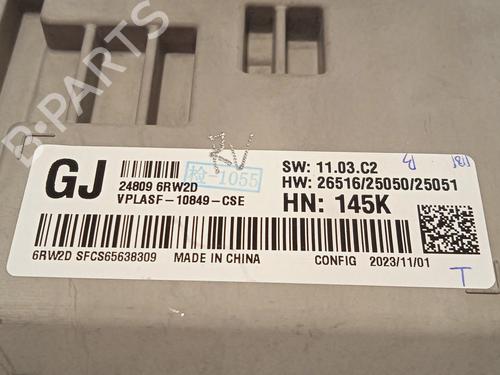 B-PARTS
GJ
24809 6RW2D
VPLASF-10849-CSE
检-1055
SW: 11.03.C2
HW: 26516/25050/25051
HN: 145K
6RW2D SFCS65638309
MADE IN CHINA
CONFIG 2023/11/01
T